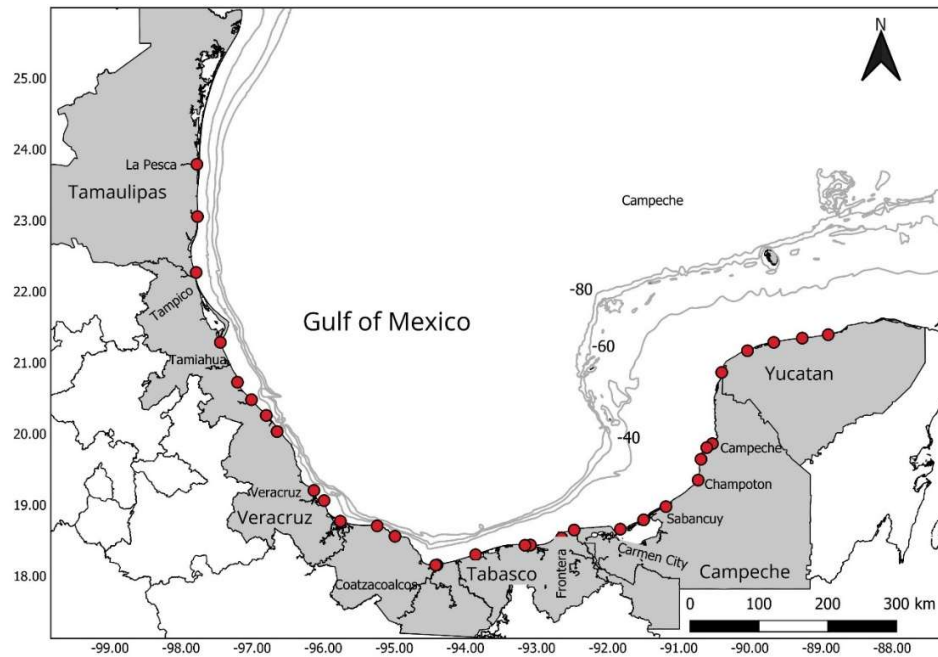 N
25.00
24.00
23.00
22.00
21.00
20.00
19.00
18.00
La Pesca
Tamaulipas
Campeche
Tampico
-80
Gulf of Mexico
-60
Tamiahua
Yucatan
-40
Campeche
Champoton
Veracruz
Veracruz
Sabancuy
Carmen City
Frontera
Coatzacoalcos
Tabasco
Campeche
0 100 200 300 km
-99.00 -98.00 -97.00 -96.00 -95.00 -94.00 -93.00 -92.00 -91.00 -90.00 -89.00 -88.00